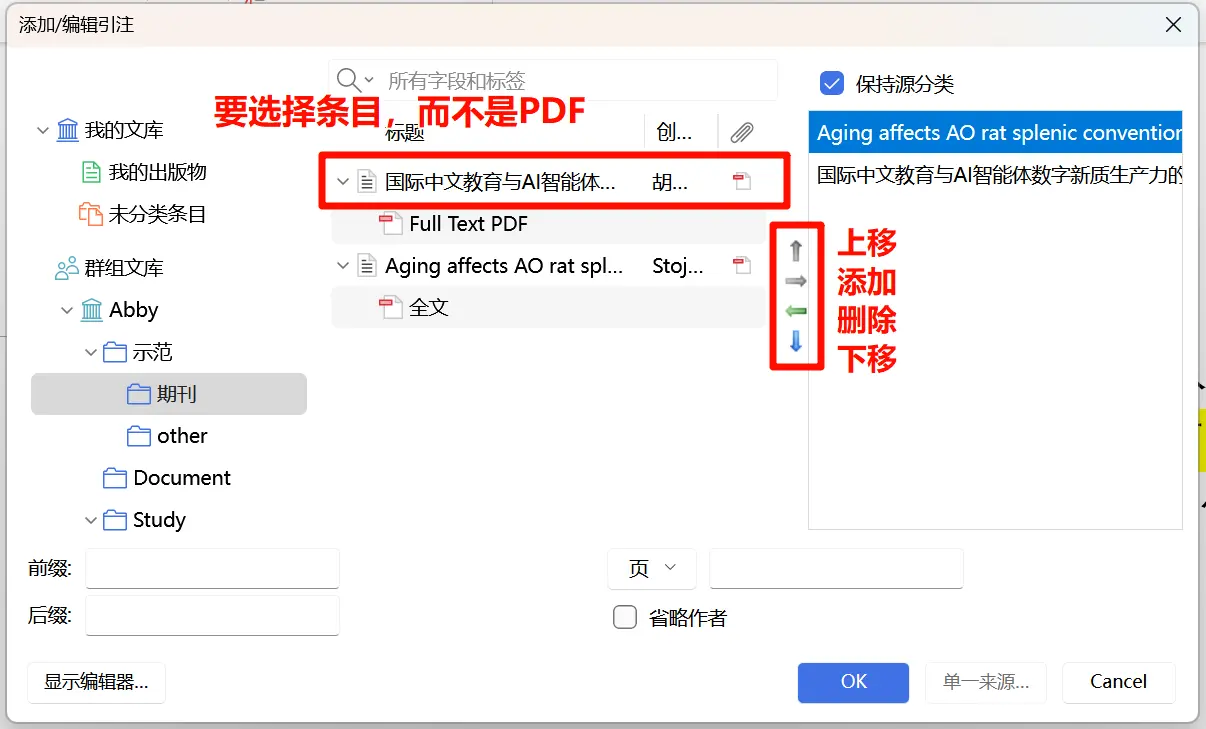 添加/编辑引注
所有字段和标签
保持源分类
要选择条目，而不是PDF
我的文库
标题
创...
Aging affects AO rat splenic convention
我的出版物
国际中文教育与AI智能体...
胡...
国际中文教育与AI智能体数字新质生产力的
未分类条目
Full Text PDF
群组文库
Aging affects AO rat spl...
Stoj...
上移
添加
删除
下移
Abby
全文
示范
期刊
other
Document
Study
前缀:
页
后缀:
省略作者
显示编辑器...
OK
单一来源...
Cancel